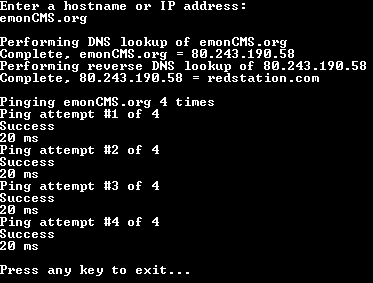 Enter a hostname or IP address:
emonCMS.org
Performing DNS lookup of emonCMS.org
Complete, emonCMS.org = 80.243.190.58
Performing reverse DNS lookup of 80.243.190.58
Complete, 80.243.190.58 = redstation.com
Pinging emonCMS.org 4 times
Ping attempt #1 of 4
Success
20 ms
Ping attempt #2 of 4
Success
20 ms
Ping attempt #3 of 4
Success
20 ms
Ping attempt #4 of 4
Success
20 ms
Press any key to exit...